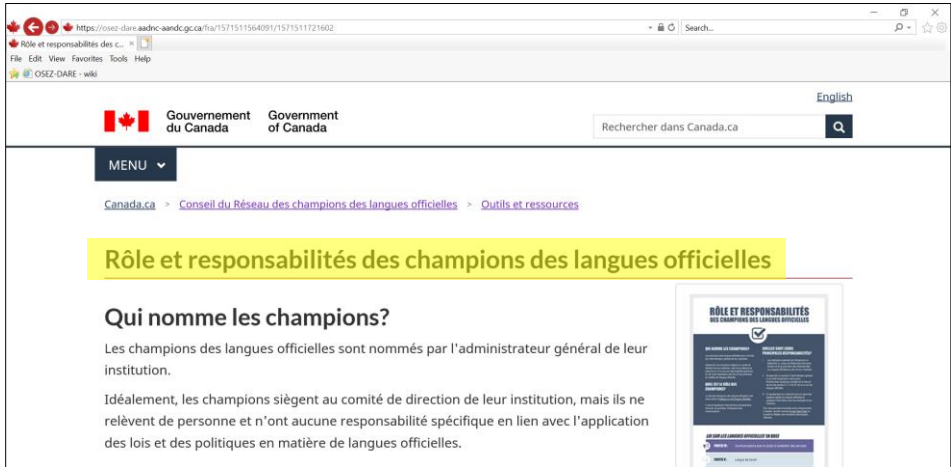 https://osez-dare.aadnc-aandc.gc.ca/fra/1571511564091/1571511721602
Search...
Rôle et responsabilités des c...
File Edit View Favorites Tools Help
OSEZ-DARE - wiki
English
Gouvernement du Canada
Government of Canada
Rechercher dans Canada.ca
MENU
Canada.ca > Conseil du Réseau des champions des langues officielles > Outils et ressources
Rôle et responsabilités des champions des langues officielles
Qui nomme les champions?
Les champions des langues officielles sont nommés par l'administrateur général de leur
institution.
Idéalement, les champions siègent au comité de direction de leur institution, mais ils ne
relèvent de personne et n'ont aucune responsabilité spécifique en lien avec l'application
des lois et des politiques en matière de langues officielles.
RÔLE ET RESPONSABILITÉS
DES CHAMPIONS DES LANGUES OFFICIELLES